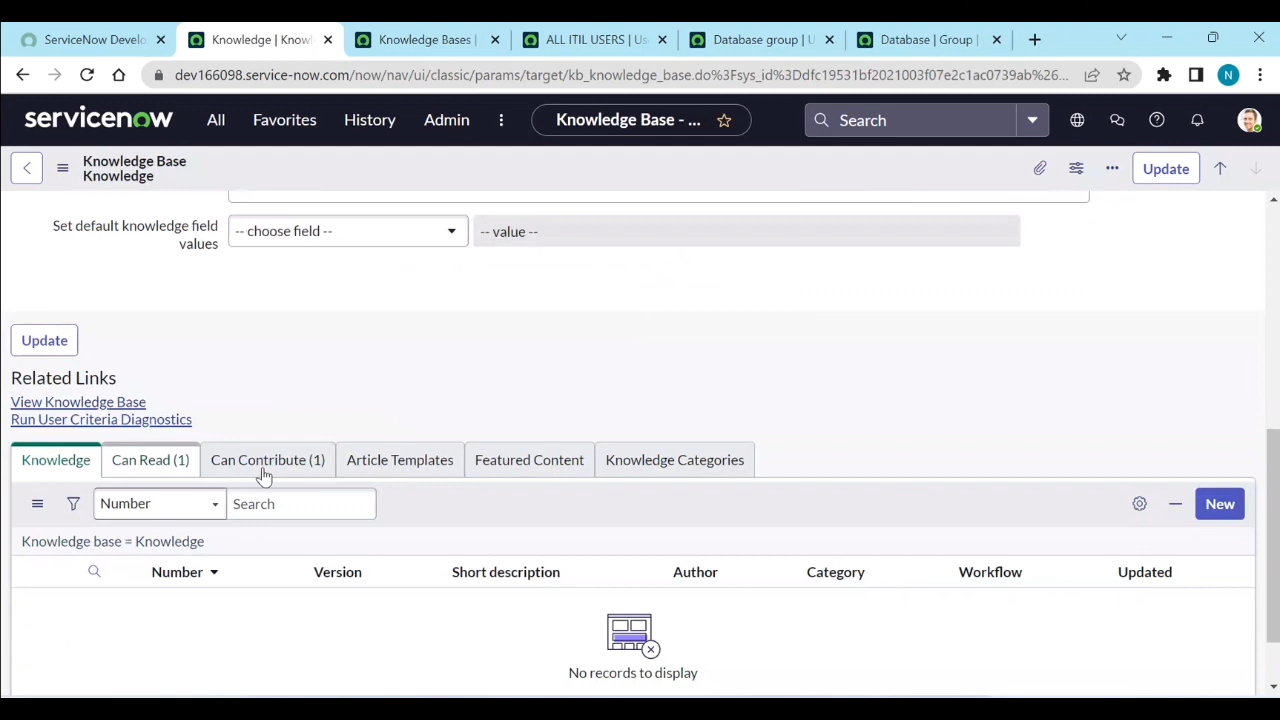 ServiceNow Develo
Knowledge | Knowl
Knowledge Bases |
ALL ITIL USERS | Us
Database group | U
Database | Group |
N
dev166098.service-now.com/now/nav/ui/classic/params/target/kb_knowledge_base.do%3Fsys_id%3Ddfc19531bf2021003f07e2c1ac0739ab%26...
servicenow
All
Favorites
History
Admin
Knowledge Base - ...
Search
Knowledge Base
Knowledge
Update
Set default knowledge field
values
-- choose field --
-- value --
Update
Related Links
View Knowledge Base
Run User Criteria Diagnostics
Knowledge
Can Read (1)
Can Contribute (1)
Article Templates
Featured Content
Knowledge Categories
Number
Search
New
Knowledge base = Knowledge
Number
Version
Short description
Author
Category
Workflow
Updated
No records to display